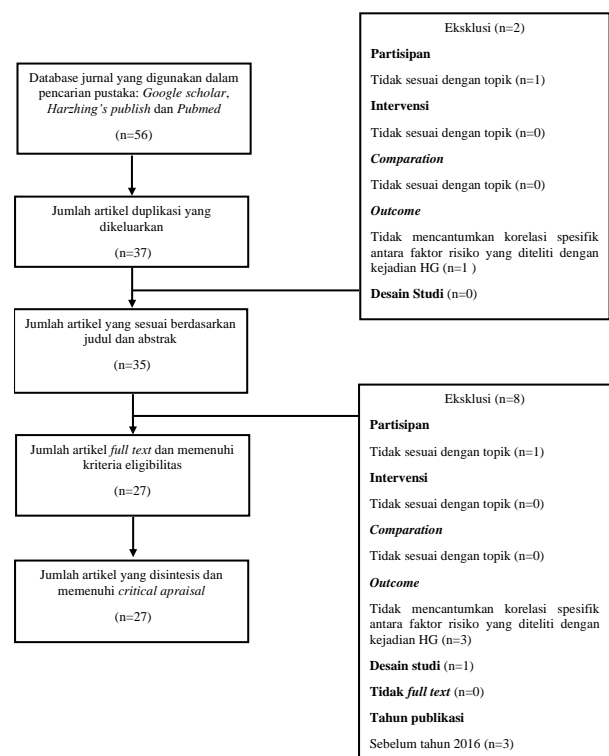 Database jurnal yang digunakan dalam
pencarian pustaka: Google scholar,
Harzhing's publish dan Pubmed
(n=56)
Jumlah artikel duplikasi yang
dikeluarkan
(n=37)
Jumlah artikel yang sesuai berdasarkan
judul dan abstrak
(n=35)
Jumlah artikel full text dan memenuhi
kriteria eligibilitas
(n=27)
Jumlah artikel yang disintesis dan
memenuhi critical apraisal
(n=27)
Eksklusi (n=2)
Partisipan
Tidak sesuai dengan topik (n=1)
Intervensi
Tidak sesuai dengan topik (n=0)
Comparation
Tidak sesuai dengan topik (n=0)
Outcome
Tidak mencantumkan korelasi spesifik
antara faktor risiko yang diteliti dengan
kejadian HG (n=1 )
Desain Studi (n=0)
Eksklusi (n=8)
Partisipan
Tidak sesuai dengan topik (n=1)
Intervensi
Tidak sesuai dengan topik (n=0)
Comparation
Tidak sesuai dengan topik (n=0)
Outcome
Tidak mencantumkan korelasi spesifik
antara faktor risiko yang diteliti dengan
kejadian HG (n=3)
Desain studi (n=1)
Tidak full text (n=0)
Tahun publikasi
Sebelum tahun 2016 (n=3)